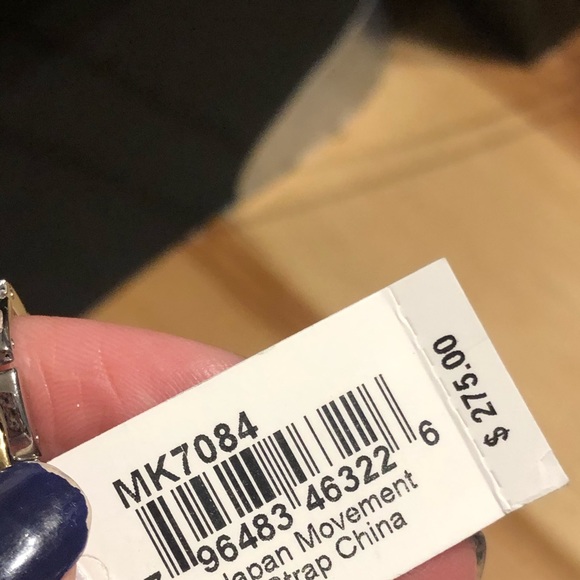 MK7084
96483 46322 6
Japan Movement
Strap China
$ 275.00